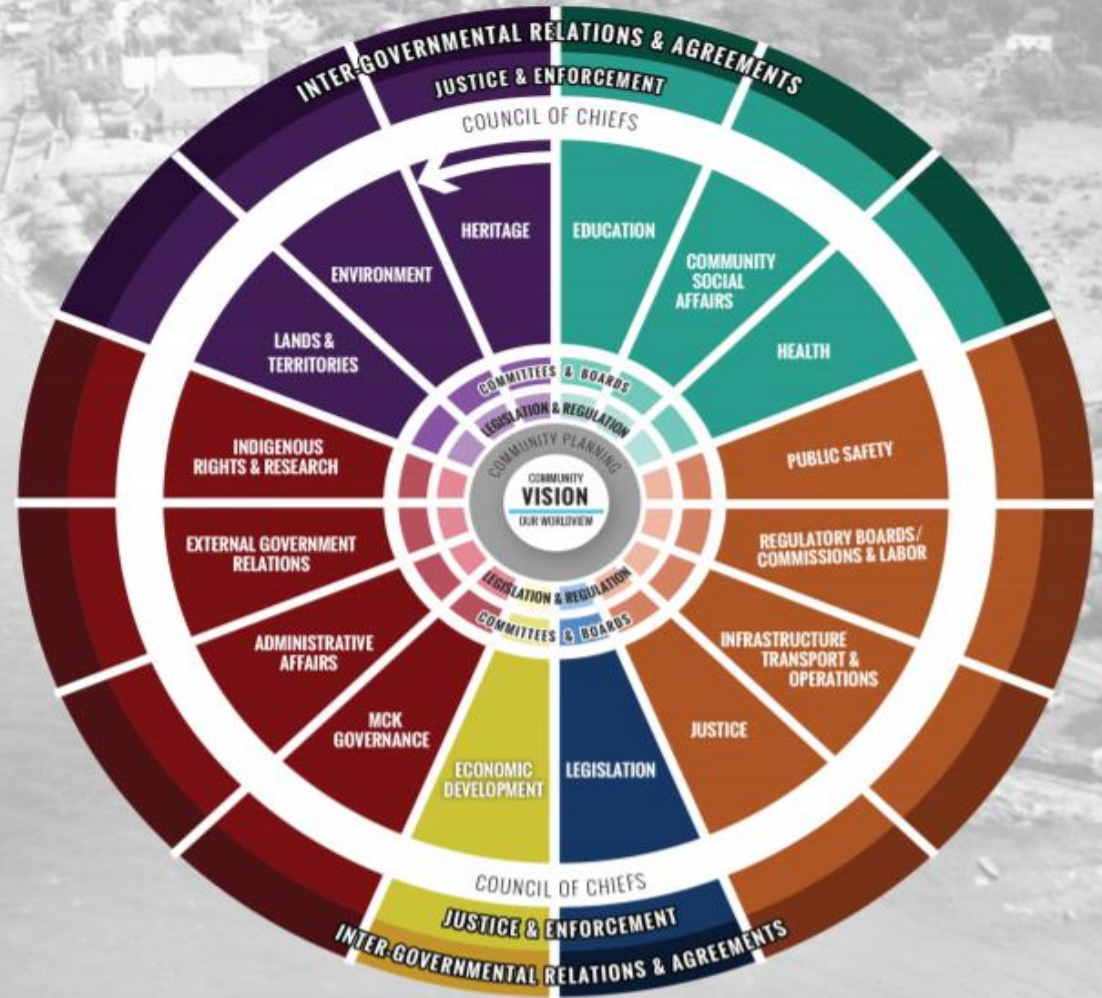 INTER-GOVERNMENTAL RELATIONS & AGREEMENTS
JUSTICE & ENFORCEMENT
COUNCIL OF CHIEFS
HERITAGE
EDUCATION
ENVIRONMENT
COMMUNITY
SOCIAL
AFFAIRS
LANDS &
TERRITORIES
HEALTH
COMMITTEES & BOARDS
LEGISLATION & REGULATION
COMMUNITY PLANNING
INDIGENOUS
RIGHTS & RESEARCH
PUBLIC SAFETY
COMMUNITY
VISION
OUR WORLDVIEW
EXTERNAL GOVERNMENT
RELATIONS
REGULATORY BOARDS/
COMMISSIONS & LABOR
LEGISLATION & REGULATION
COMMITTEES & BOARDS
ADMINISTRATIVE
AFFAIRS
INFRASTRUCTURE
TRANSPORT &
OPERATIONS
MCK
GOVERNANCE
JUSTICE
ECONOMIC
DEVELOPMENT
LEGISLATION
COUNCIL OF CHIEFS
JUSTICE & ENFORCEMENT
INTER-GOVERNMENTAL RELATIONS & AGREEMENTS